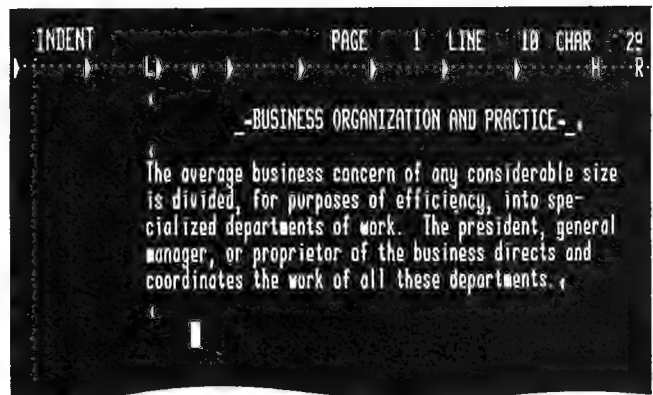 INDENT PAGE 1 LINE 10 CHAR 29
L H R
_-BUSINESS ORGANIZATION AND PRACTICE-_
The average business concern of any considerable size
is divided, for purposes of efficiency, into spe-
cialized departments of work. The president, general
manager, or proprietor of the business directs and
coordinates the work of all these departments.